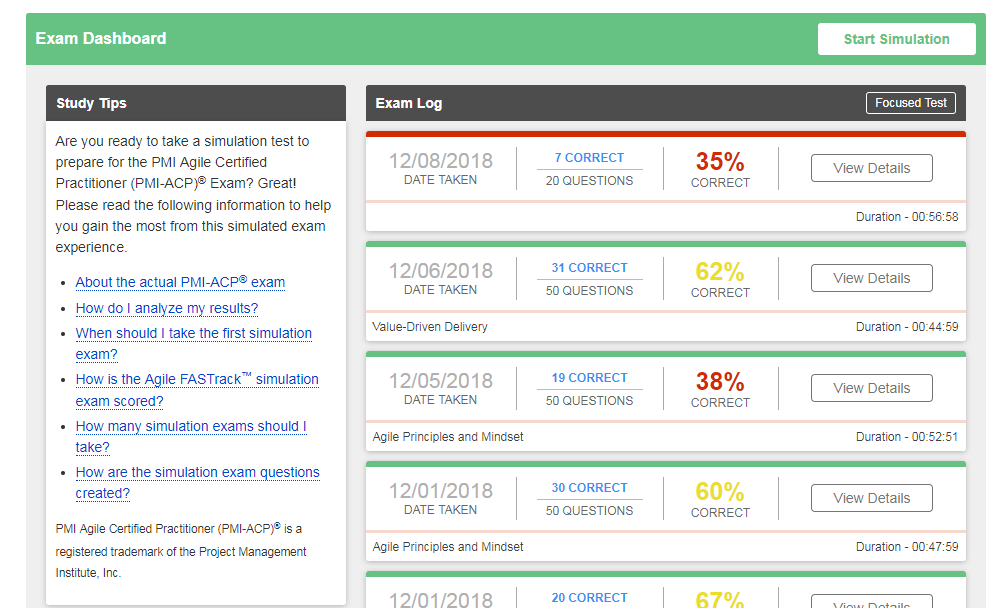 Exam Dashboard
Start Simulation
Study Tips
Are you ready to take a simulation test to
prepare for the PMI Agile Certified
Practitioner (PMI-ACP)® Exam? Great!
Please read the following information to help
you gain the most from this simulated exam
experience.
About the actual PMI-ACP® exam
How do I analyze my results?
When should I take the first simulation
exam?
How is the Agile FASTrack™ simulation
exam scored?
How many simulation exams should I
take?
How are the simulation exam questions
created?
PMI Agile Certified Practitioner (PMI-ACP)® is a
registered trademark of the Project Management
Institute, Inc.
Exam Log
Focused Test
12/08/2018
DATE TAKEN
7 CORRECT
20 QUESTIONS
35%
CORRECT
View Details
Duration - 00:56:58
12/06/2018
DATE TAKEN
31 CORRECT
50 QUESTIONS
62%
CORRECT
View Details
Value-Driven Delivery
Duration - 00:44:59
12/05/2018
DATE TAKEN
19 CORRECT
50 QUESTIONS
38%
CORRECT
View Details
Agile Principles and Mindset
Duration - 00:52:51
12/01/2018
DATE TAKEN
30 CORRECT
50 QUESTIONS
60%
CORRECT
View Details
Agile Principles and Mindset
Duration - 00:47:59
12/01/2018
20 CORRECT
67%
View Details